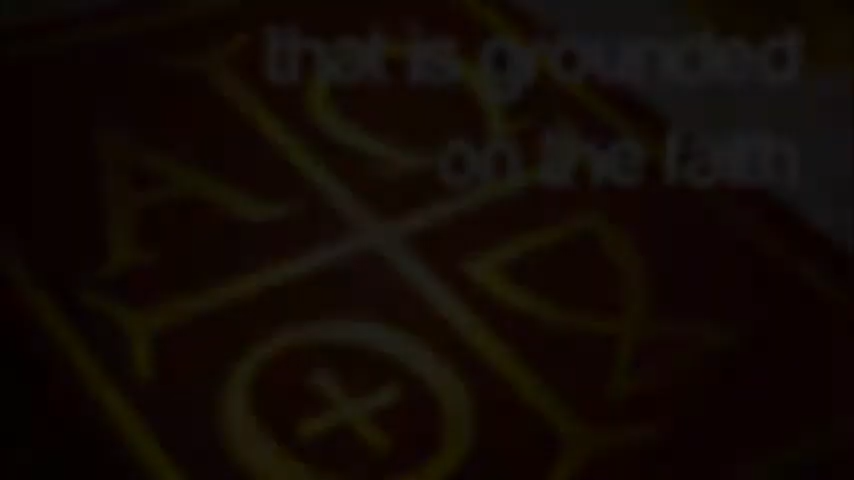 that is grounded
on the faith